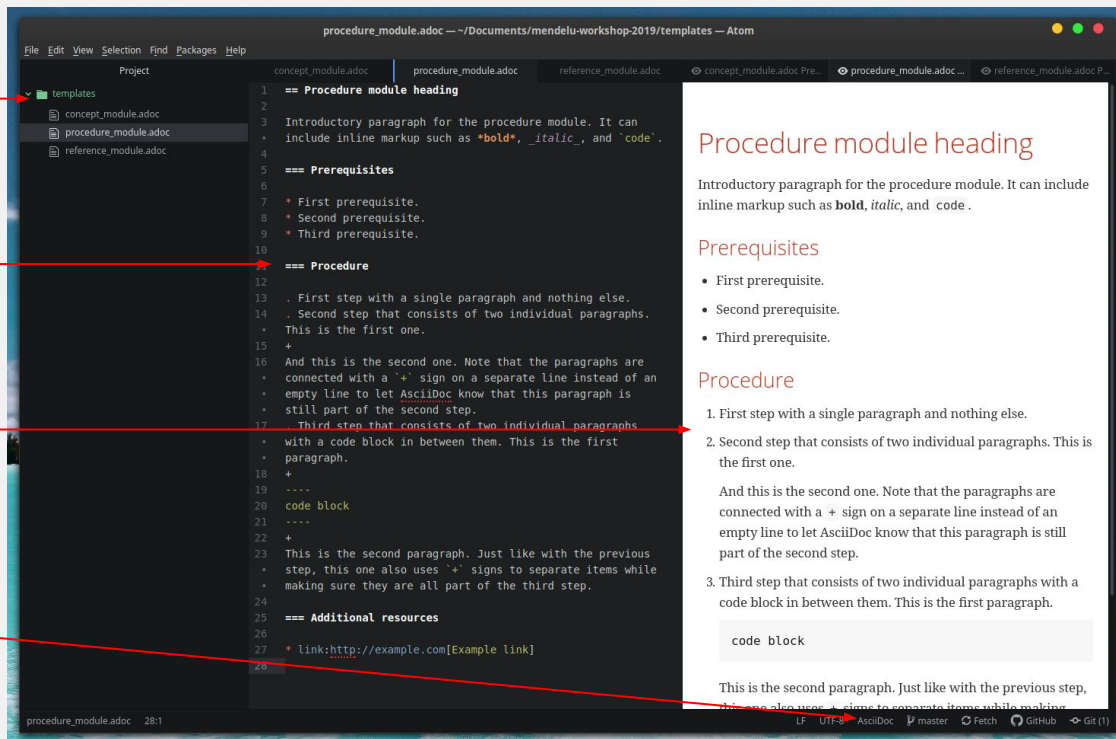 procedure_module.adoc — ~/Documents/mendelu-workshop-2019/templates — Atom
File Edit View Selection Find Packages Help
Project
templates
concept_module.adoc
procedure_module.adoc
reference_module.adoc
concept_module.adoc procedure_module.adoc reference_module.adoc concept_module.adoc Pre... procedure_module.adoc ... reference_module.adoc P...
1 == Procedure module heading
2
3 Introductory paragraph for the procedure module. It can
• include inline markup such as *bold*, _italic_, and `code`.
4
5 === Prerequisites
6
7 * First prerequisite.
8 * Second prerequisite.
9 * Third prerequisite.
10
11 === Procedure
12
13 . First step with a single paragraph and nothing else.
14 . Second step that consists of two individual paragraphs.
• This is the first one.
15 +
16 And this is the second one. Note that the paragraphs are
• connected with a `+` sign on a separate line instead of an
• empty line to let AsciiDoc know that this paragraph is
• still part of the second step.
17 . Third step that consists of two individual paragraphs
• with a code block in between them. This is the first
• paragraph.
18 +
19 ----
20 code block
21 ----
22 +
23 This is the second paragraph. Just like with the previous
• step, this one also uses `+` signs to separate items while
• making sure they are all part of the third step.
24
25 === Additional resources
26
27 * link:http://example.com[Example link]
28
Procedure module heading
Introductory paragraph for the procedure module. It can include
inline markup such as bold, italic, and code.
Prerequisites
• First prerequisite.
• Second prerequisite.
• Third prerequisite.
Procedure
1. First step with a single paragraph and nothing else.
2. Second step that consists of two individual paragraphs. This is
the first one.
And this is the second one. Note that the paragraphs are
connected with a + sign on a separate line instead of an
empty line to let AsciiDoc know that this paragraph is still
part of the second step.
3. Third step that consists of two individual paragraphs with a
code block in between them. This is the first paragraph.
code block
This is the second paragraph. Just like with the previous step,
this one also uses + signs to separate items while making
procedure_module.adoc 28:1
LF UTF-8 AsciiDoc master Fetch GitHub Git (1)